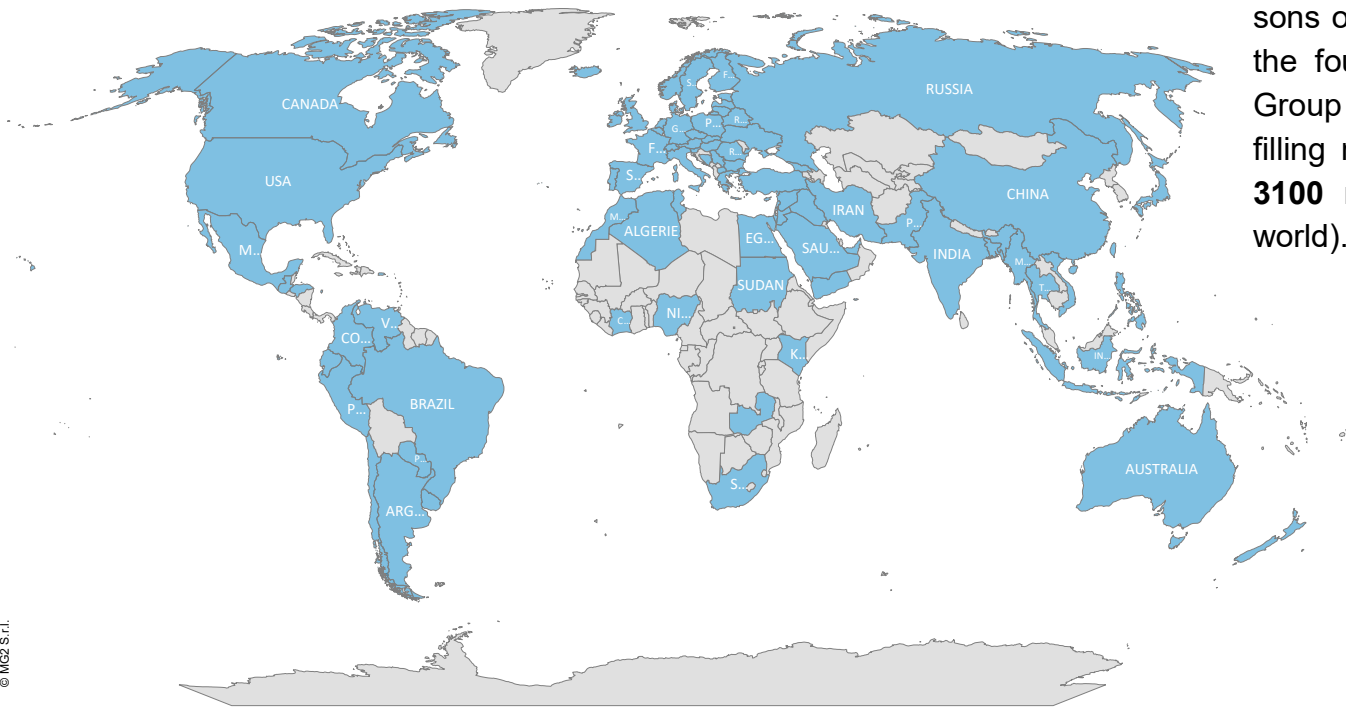 sons o
the fou
Group
filling
3100
world).
CANADA
RUSSIA
USA
CHINA
IRAN
INDIA
ALGERIE
EG...
SAU...
SUDAN
M...
S...
F...
G...
P...
R...
F...
R...
S...
M...
P...
M...
T...
C...
NI...
K...
IN...
V...
CO...
P...
BRAZIL
P...
ARG...
S...
AUSTRALIA
© MG2 S.r.l.